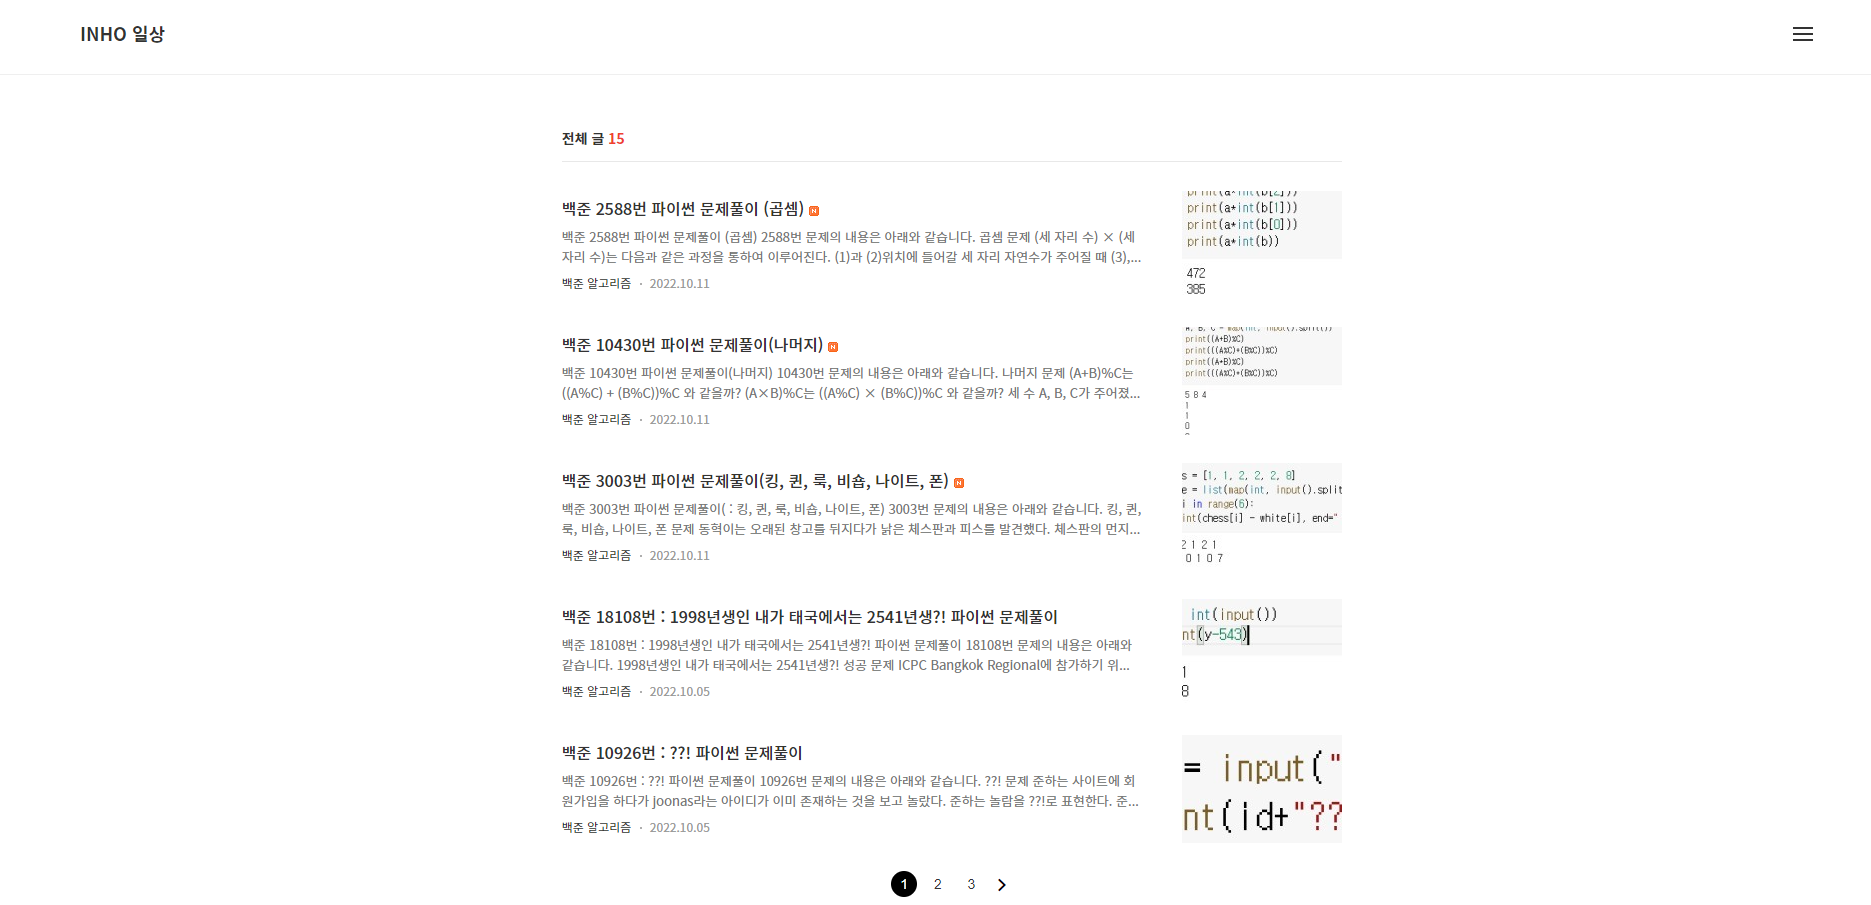 INHO 일상
전체 글 15
백준 2588번 파이썬 문제풀이 (곱셈)
백준 2588번 파이썬 문제풀이 (곱셈) 2588번 문제의 내용은 아래와 같습니다. 곱셈 문제 (세 자리 수) × (세
자리 수)는 다음과 같은 과정을 통하여 이루어진다. (1)과 (2)위치에 들어갈 세 자리 자연수가 주어질 때 (3),...
백준 알고리즘 · 2022.10.11
print(a*int(b[2]))
print(a*int(b[1]))
print(a*int(b[0]))
print(a*int(b))
472
385
백준 10430번 파이썬 문제풀이(나머지)
백준 10430번 파이썬 문제풀이(나머지) 10430번 문제의 내용은 아래와 같습니다. 나머지 문제 (A+B)%C는
((A%C) + (B%C))%C 와 같을까? (A×B)%C는 ((A%C) × (B%C))%C 와 같을까? 세 수 A, B, C가 주어졌...
백준 알고리즘 · 2022.10.11
A, B, C = map(int, input().split())
print((A+B)%C)
print(((A%C)+(B%C))%C)
print((A*B)%C)
print(((A%C)*(B%C))%C)
5 8 4
1
1
0
백준 3003번 파이썬 문제풀이(킹, 퀸, 룩, 비숍, 나이트, 폰)
백준 3003번 파이썬 문제풀이( : 킹, 퀸, 룩, 비숍, 나이트, 폰) 3003번 문제의 내용은 아래와 같습니다. 킹, 퀸,
룩, 비숍, 나이트, 폰 문제 동혁이는 오래된 창고를 뒤지다가 낡은 체스판과 피스를 발견했다. 체스판의 먼지...
백준 알고리즘 · 2022.10.11
s = [1, 1, 2, 2, 2, 8]
e = list(map(int, input().split
i in range(6):
int(chess[i] - white[i], end="
2 1 2 1
0 1 0 7
백준 18108번 : 1998년생인 내가 태국에서는 2541년생?! 파이썬 문제풀이
백준 18108번 : 1998년생인 내가 태국에서는 2541년생?! 파이썬 문제풀이 18108번 문제의 내용은 아래와
같습니다. 1998년생인 내가 태국에서는 2541년생?! 성공 문제 ICPC Bangkok Regional에 참가하기 위...
백준 알고리즘 · 2022.10.05
int(input())
nt(y-543)
1
8
백준 10926번 : ??! 파이썬 문제풀이
백준 10926번 : ??! 파이썬 문제풀이 10926번 문제의 내용은 아래와 같습니다. ??! 문제 준하는 사이트에 회
원가입을 하다가 joonas라는 아이디가 이미 존재하는 것을 보고 놀랐다. 준하는 놀람을 ??!로 표현한다. 준...
백준 알고리즘 · 2022.10.05
= input("
nt(id+"??
1 2 3